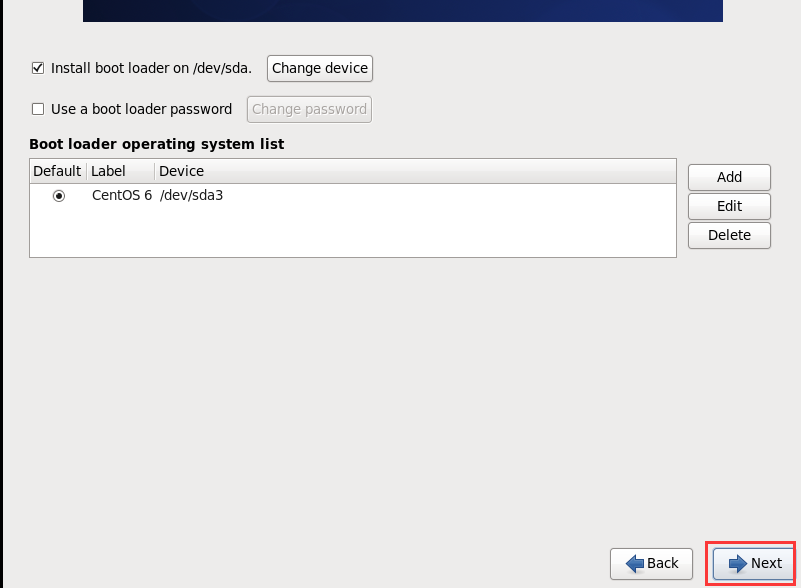 Install boot loader on /dev/sda. Change device
Use a boot loader password Change password
Boot loader operating system list
Default Label Device
CentOS 6 /dev/sda3
Add
Edit
Delete
Back Next